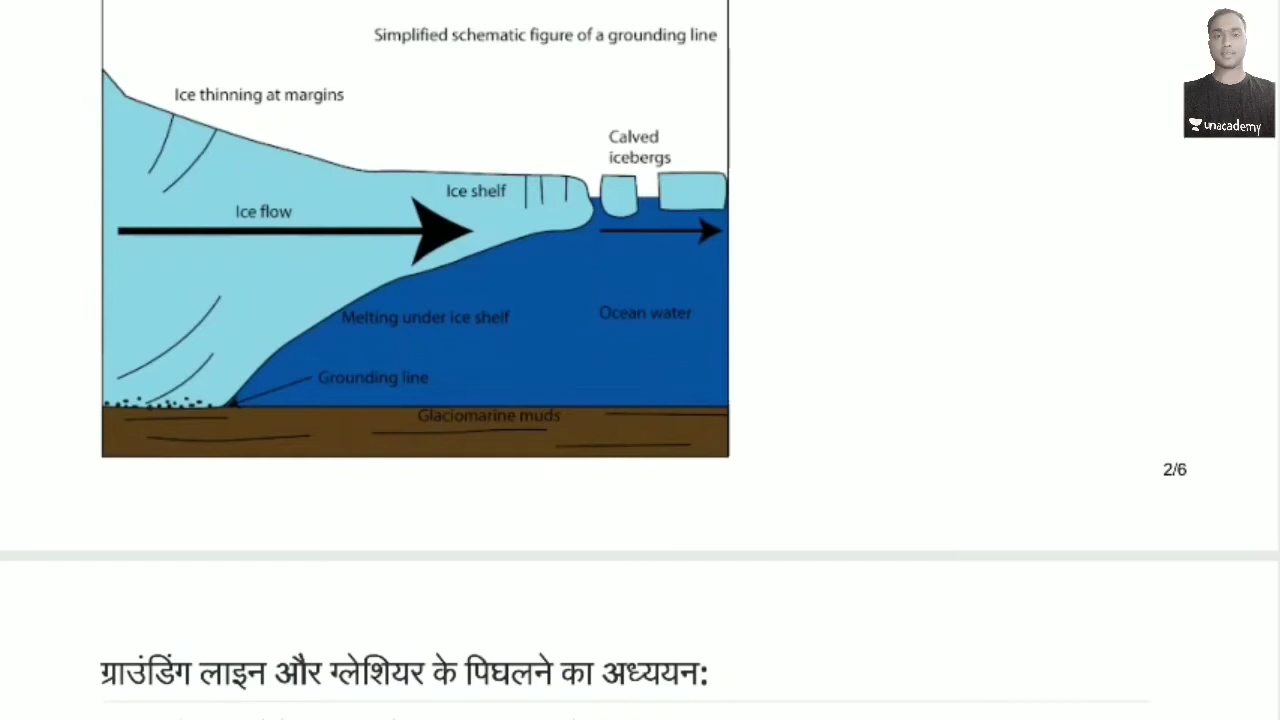 Simplified schematic figure of a grounding line
Ice thinning at margins
Calved
icebergs
Ice shelf
Ice flow
Melting under ice shelf
Ocean water
Grounding line
Glaciomarine muds
unacademy
2/6
ग्राउंडिंग लाइन और ग्लेशियर के पिघलने का अध्ययन: